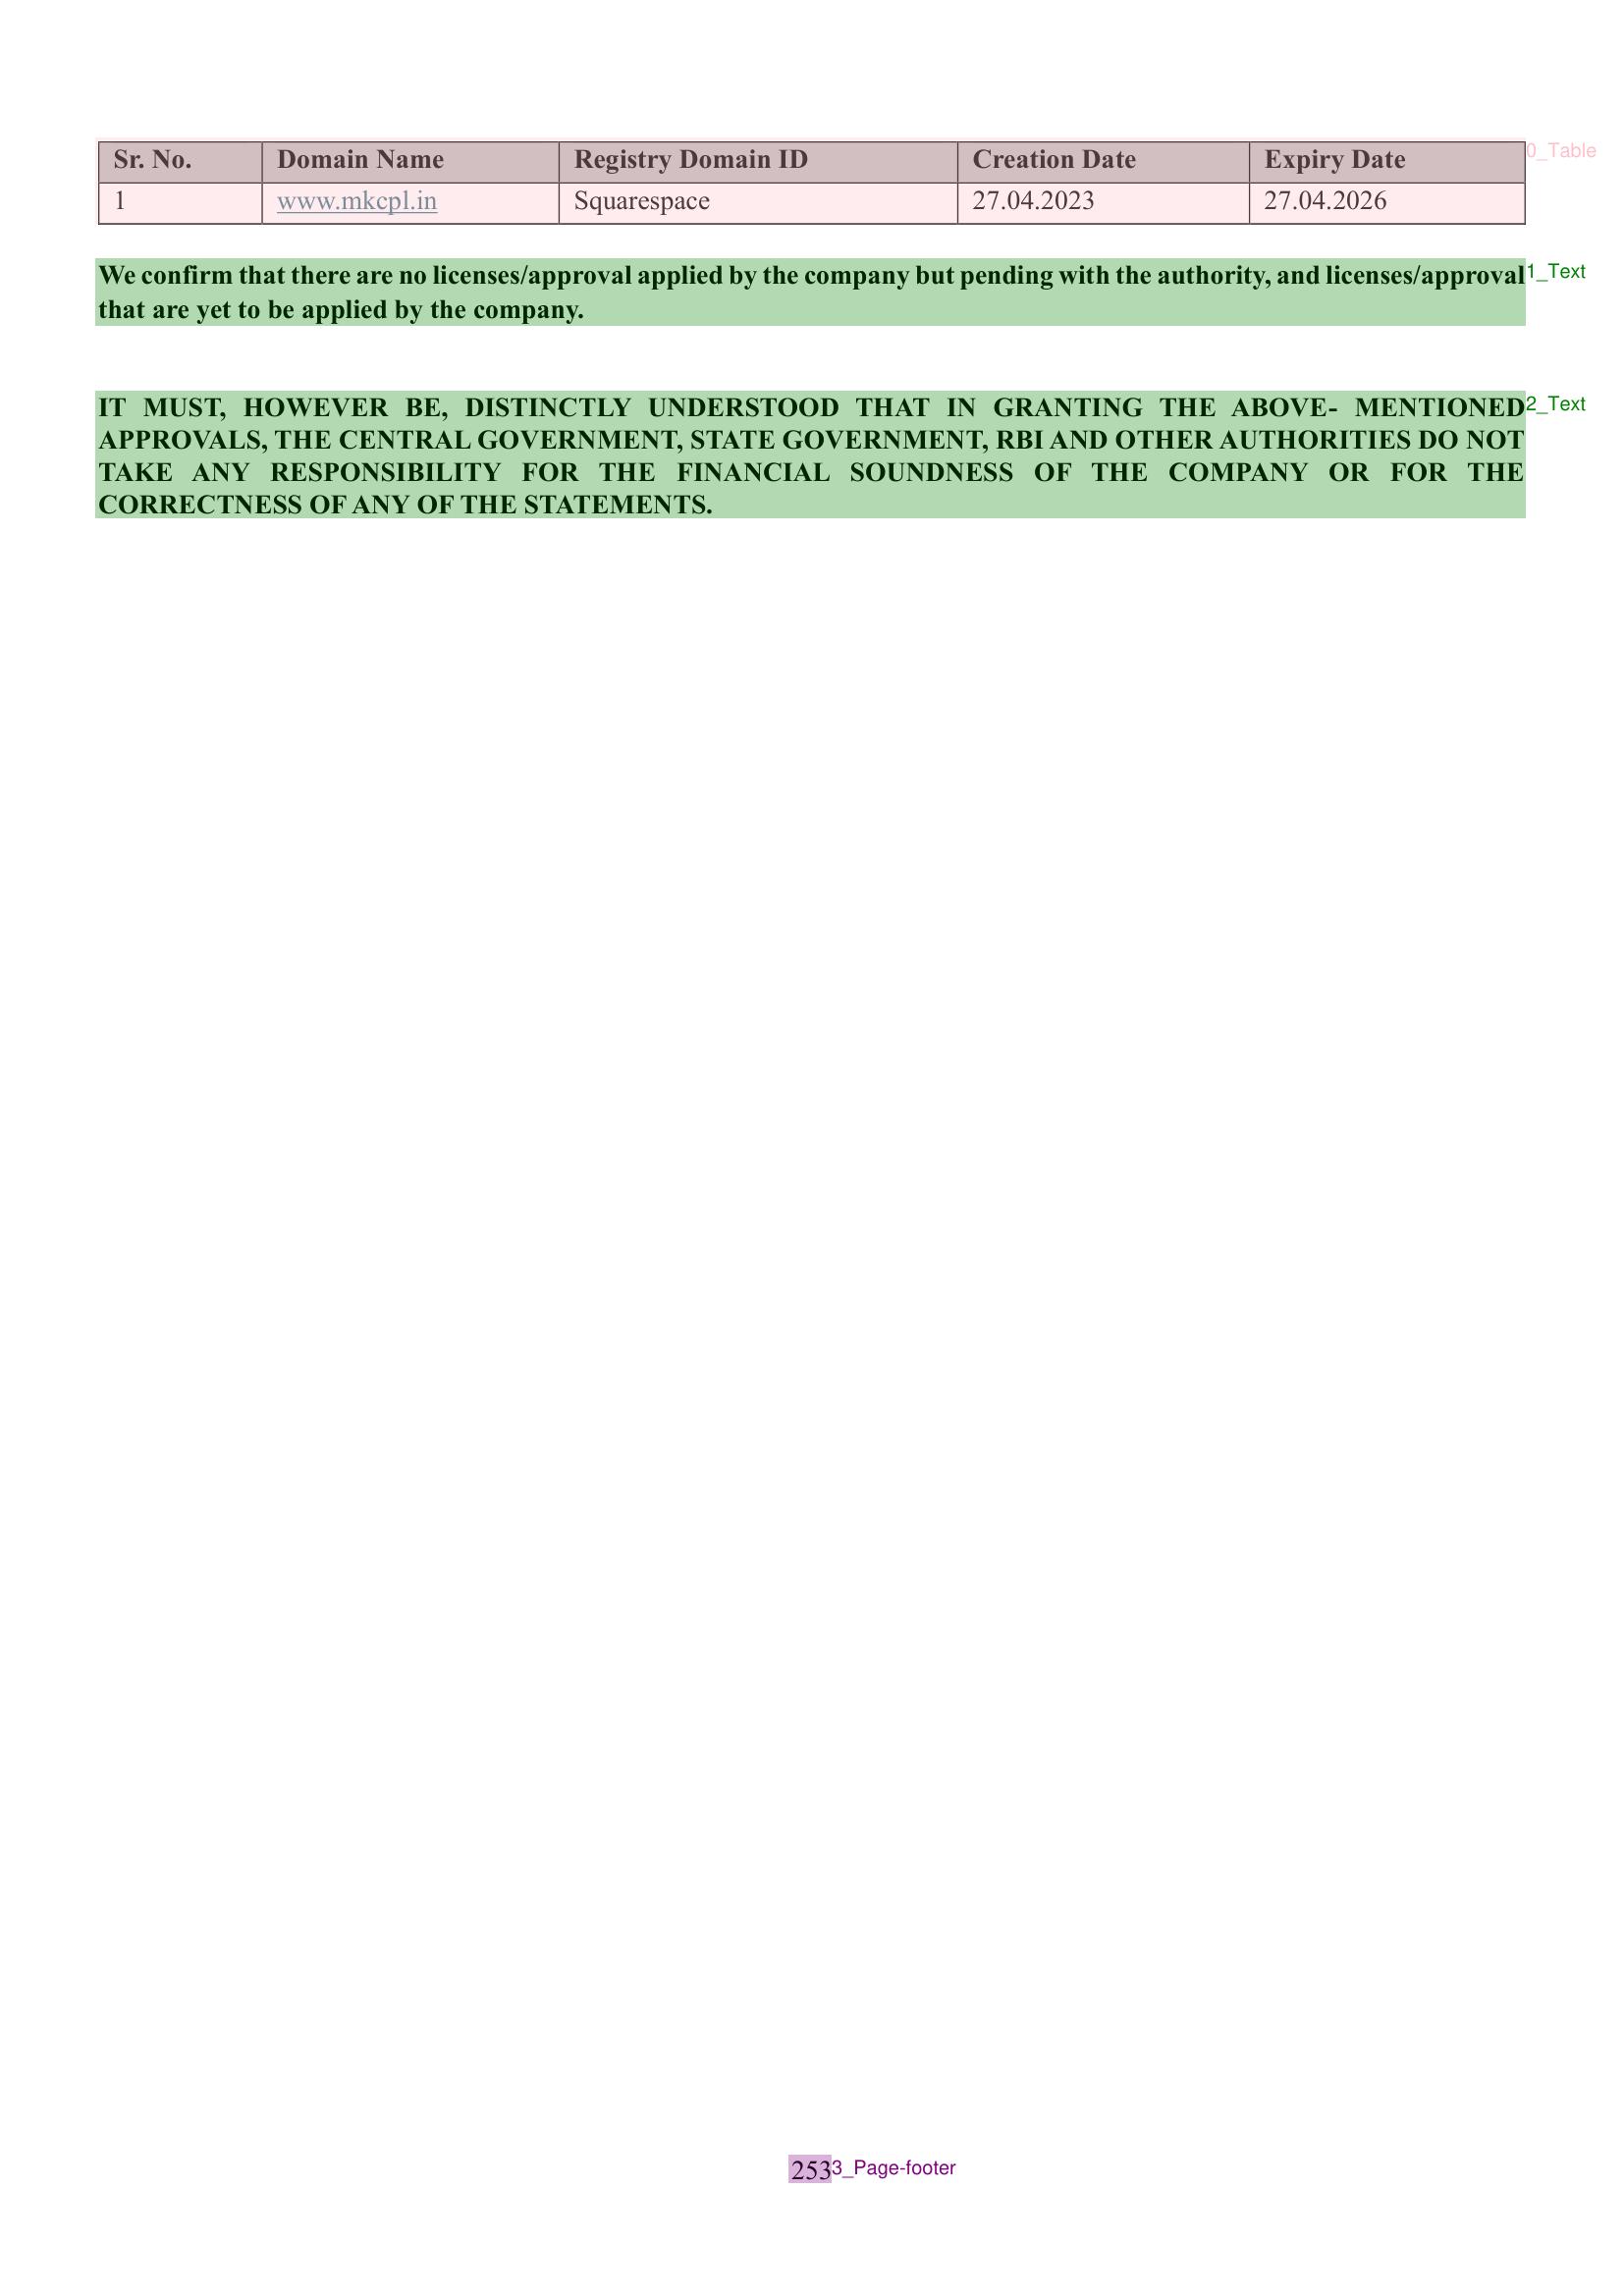 Sr. No. Domain Name Registry Domain ID Creation Date Expiry Date 0_Table
1 www.mkcpl.in Squarespace 27.04.2023 27.04.2026
We confirm that there are no licenses/approval applied by the company but pending with the authority, and licenses/approval 1_Text
that are yet to be applied by the company.
IT MUST, HOWEVER BE, DISTINCTLY UNDERSTOOD THAT IN GRANTING THE ABOVE- MENTIONED 2_Text
APPROVALS, THE CENTRAL GOVERNMENT, STATE GOVERNMENT, RBI AND OTHER AUTHORITIES DO NOT
TAKE ANY RESPONSIBILITY FOR THE FINANCIAL SOUNDNESS OF THE COMPANY OR FOR THE
CORRECTNESS OF ANY OF THE STATEMENTS.
253 3_Page-footer